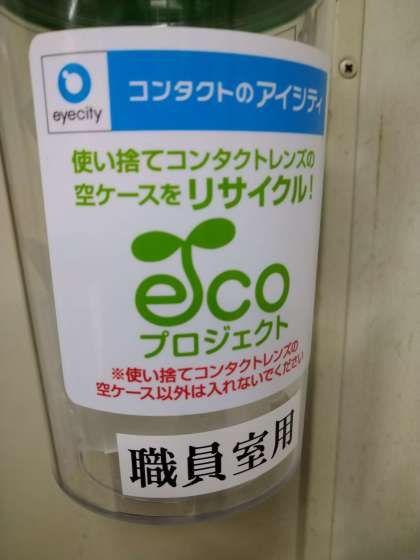 eyecity
コンタクトのアイシティ
使い捨てコンタクトレンズの
空ケースをリサイクル!
eco
プロジェクト
※使い捨てコンタクトレンズの
空ケース以外は入れないでください
職員室用